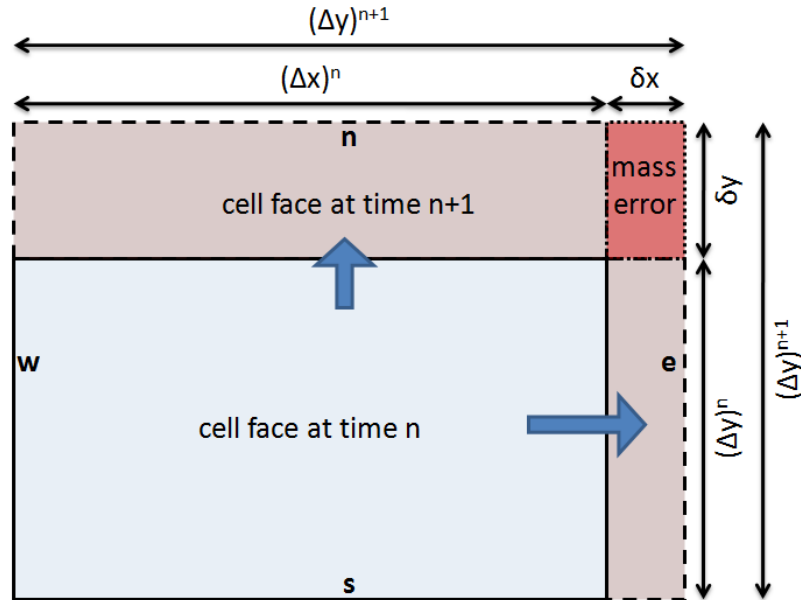 (Δy)ⁿ⁺¹
(Δx)ⁿ
δx
n
mass
error
δy
cell face at time n+1
w
e
(Δy)ⁿ
(Δy)ⁿ⁺¹
cell face at time n
s